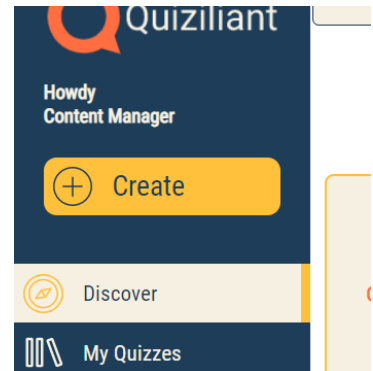 Quiziliant
Howdy
Content Manager
Create
Discover
My Quizzes